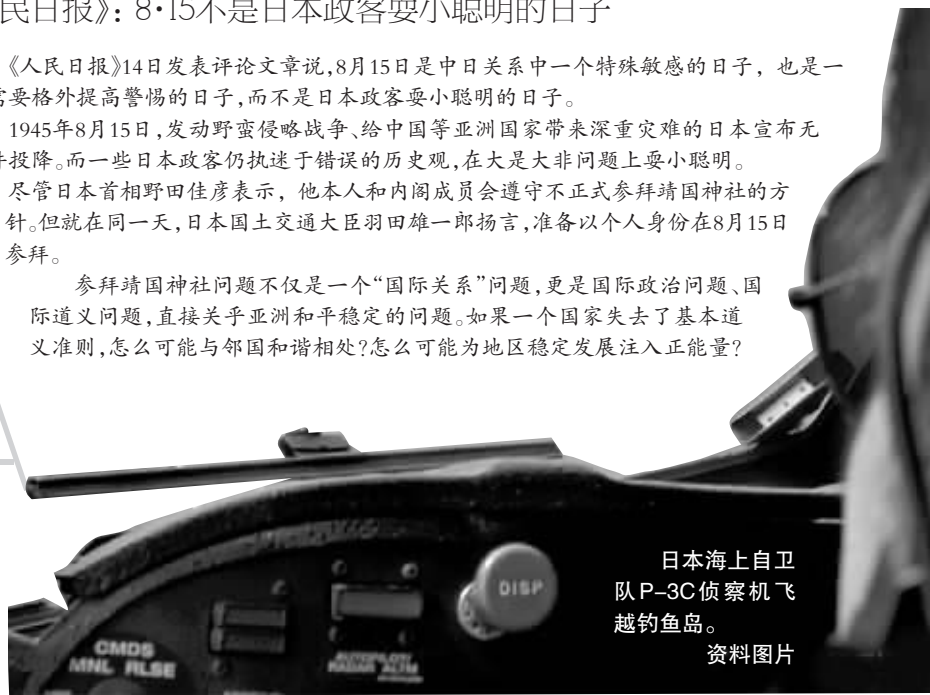 民日报》：8·15不是日本政客耍小聪明的日子
《人民日报》14日发表评论文章说，8月15日是中日关系中一个特殊敏感的日子，也是一
需要格外提高警惕的日子，而不是日本政客耍小聪明的日子。
1945年8月15日，发动野蛮侵略战争、给中国等亚洲国家带来深重灾难的日本宣布无
件投降。而一些日本政客仍执迷于错误的历史观，在大是大非问题上耍小聪明。
尽管日本首相野田佳彦表示，他本人和内阁成员会遵守不正式参拜靖国神社的方
针。但就在同一天，日本国土交通大臣羽田雄一郎扬言，准备以个人身份在8月15日
参拜。
参拜靖国神社问题不仅是一个“国际关系”问题，更是国际政治问题、国
际道义问题，直接关乎亚洲和平稳定的问题。如果一个国家失去了基本道
义准则，怎么可能与邻国和谐相处？怎么可能为地区稳定发展注入正能量？
日本海上自卫
队P-3C侦察机飞
越钓鱼岛。
资料图片
DISP
CMDS
MNL RLSE
AUTOPILOT/
RADAR ALTM